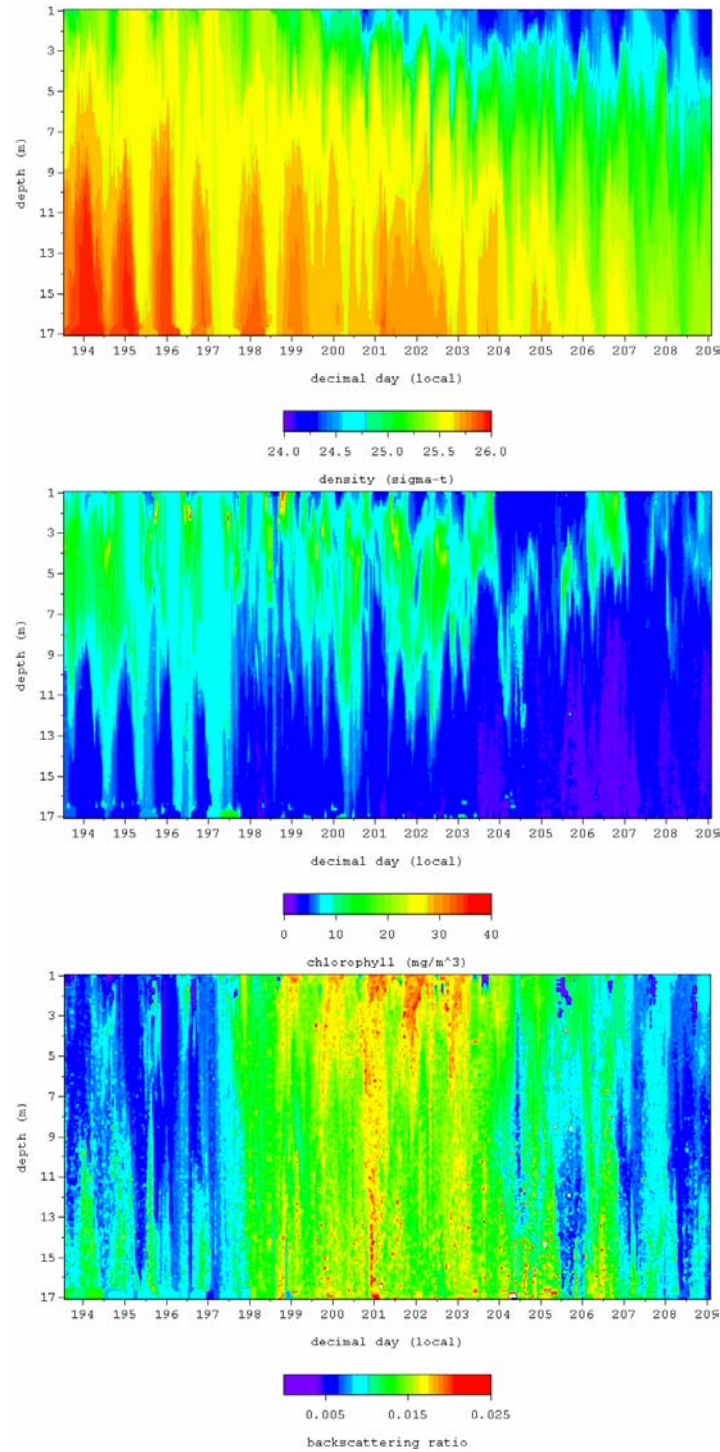 1
3
5
7
9
11
13
15
17
depth (m)
194 195 196 197 198 199 200 201 202 203 204 205 206 207 208 209
decimal day (local)
24.0 24.5 25.0 25.5 26.0
density (sigma-t)
1
3
5
7
9
11
13
15
17
depth (m)
194 195 196 197 198 199 200 201 202 203 204 205 206 207 208 209
decimal day (local)
0 10 20 30 40
chlorophyll (mg/m^3)
1
3
5
7
9
11
13
15
17
depth (m)
194 195 196 197 198 199 200 201 202 203 204 205 206 207 208 209
decimal day (local)
0.005 0.015 0.025
backscattering ratio